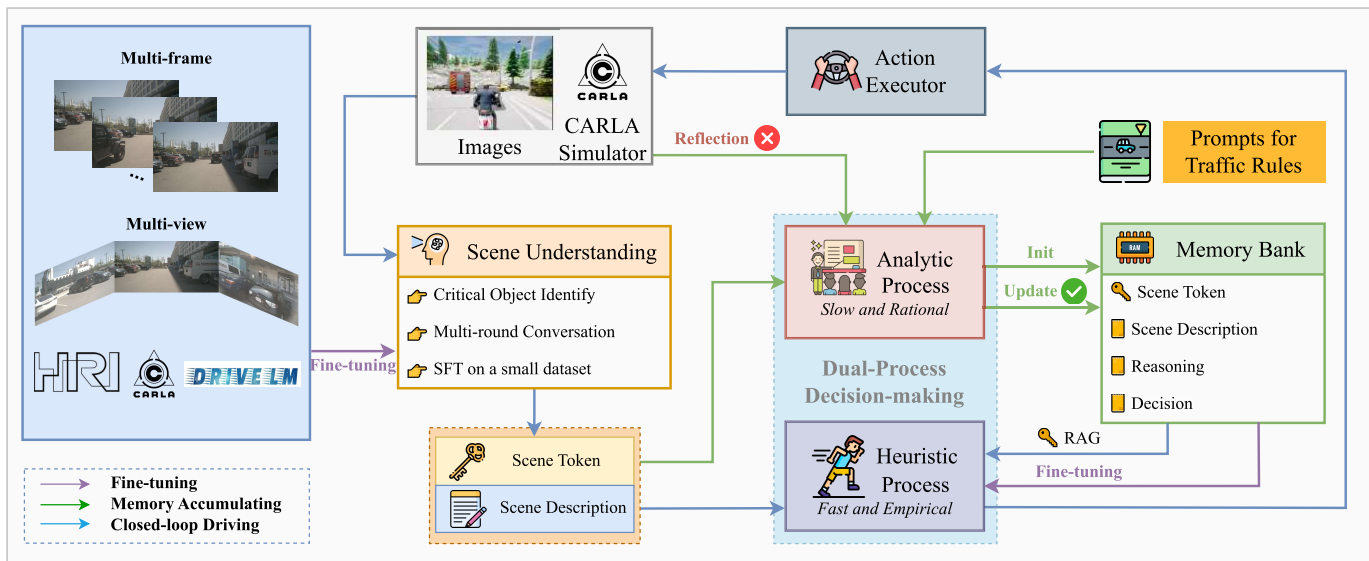 Multi-frame
...
Multi-view
HRI
CARLA
DRIVE LM
Fine-tuning
Fine-tuning
Memory Accumulating
Closed-loop Driving
Images
CARLA
CARLA
Simulator
Action
Executor
Reflection
Prompts for
Traffic Rules
Scene Understanding
Critical Object Identify
Multi-round Conversation
SFT on a small dataset
Scene Token
Scene Description
Analytic
Process
Slow and Rational
Dual-Process
Decision-making
Heuristic
Process
Fast and Empirical
Init
Update
RAM
Memory Bank
Scene Token
Scene Description
Reasoning
Decision
RAG
Fine-tuning